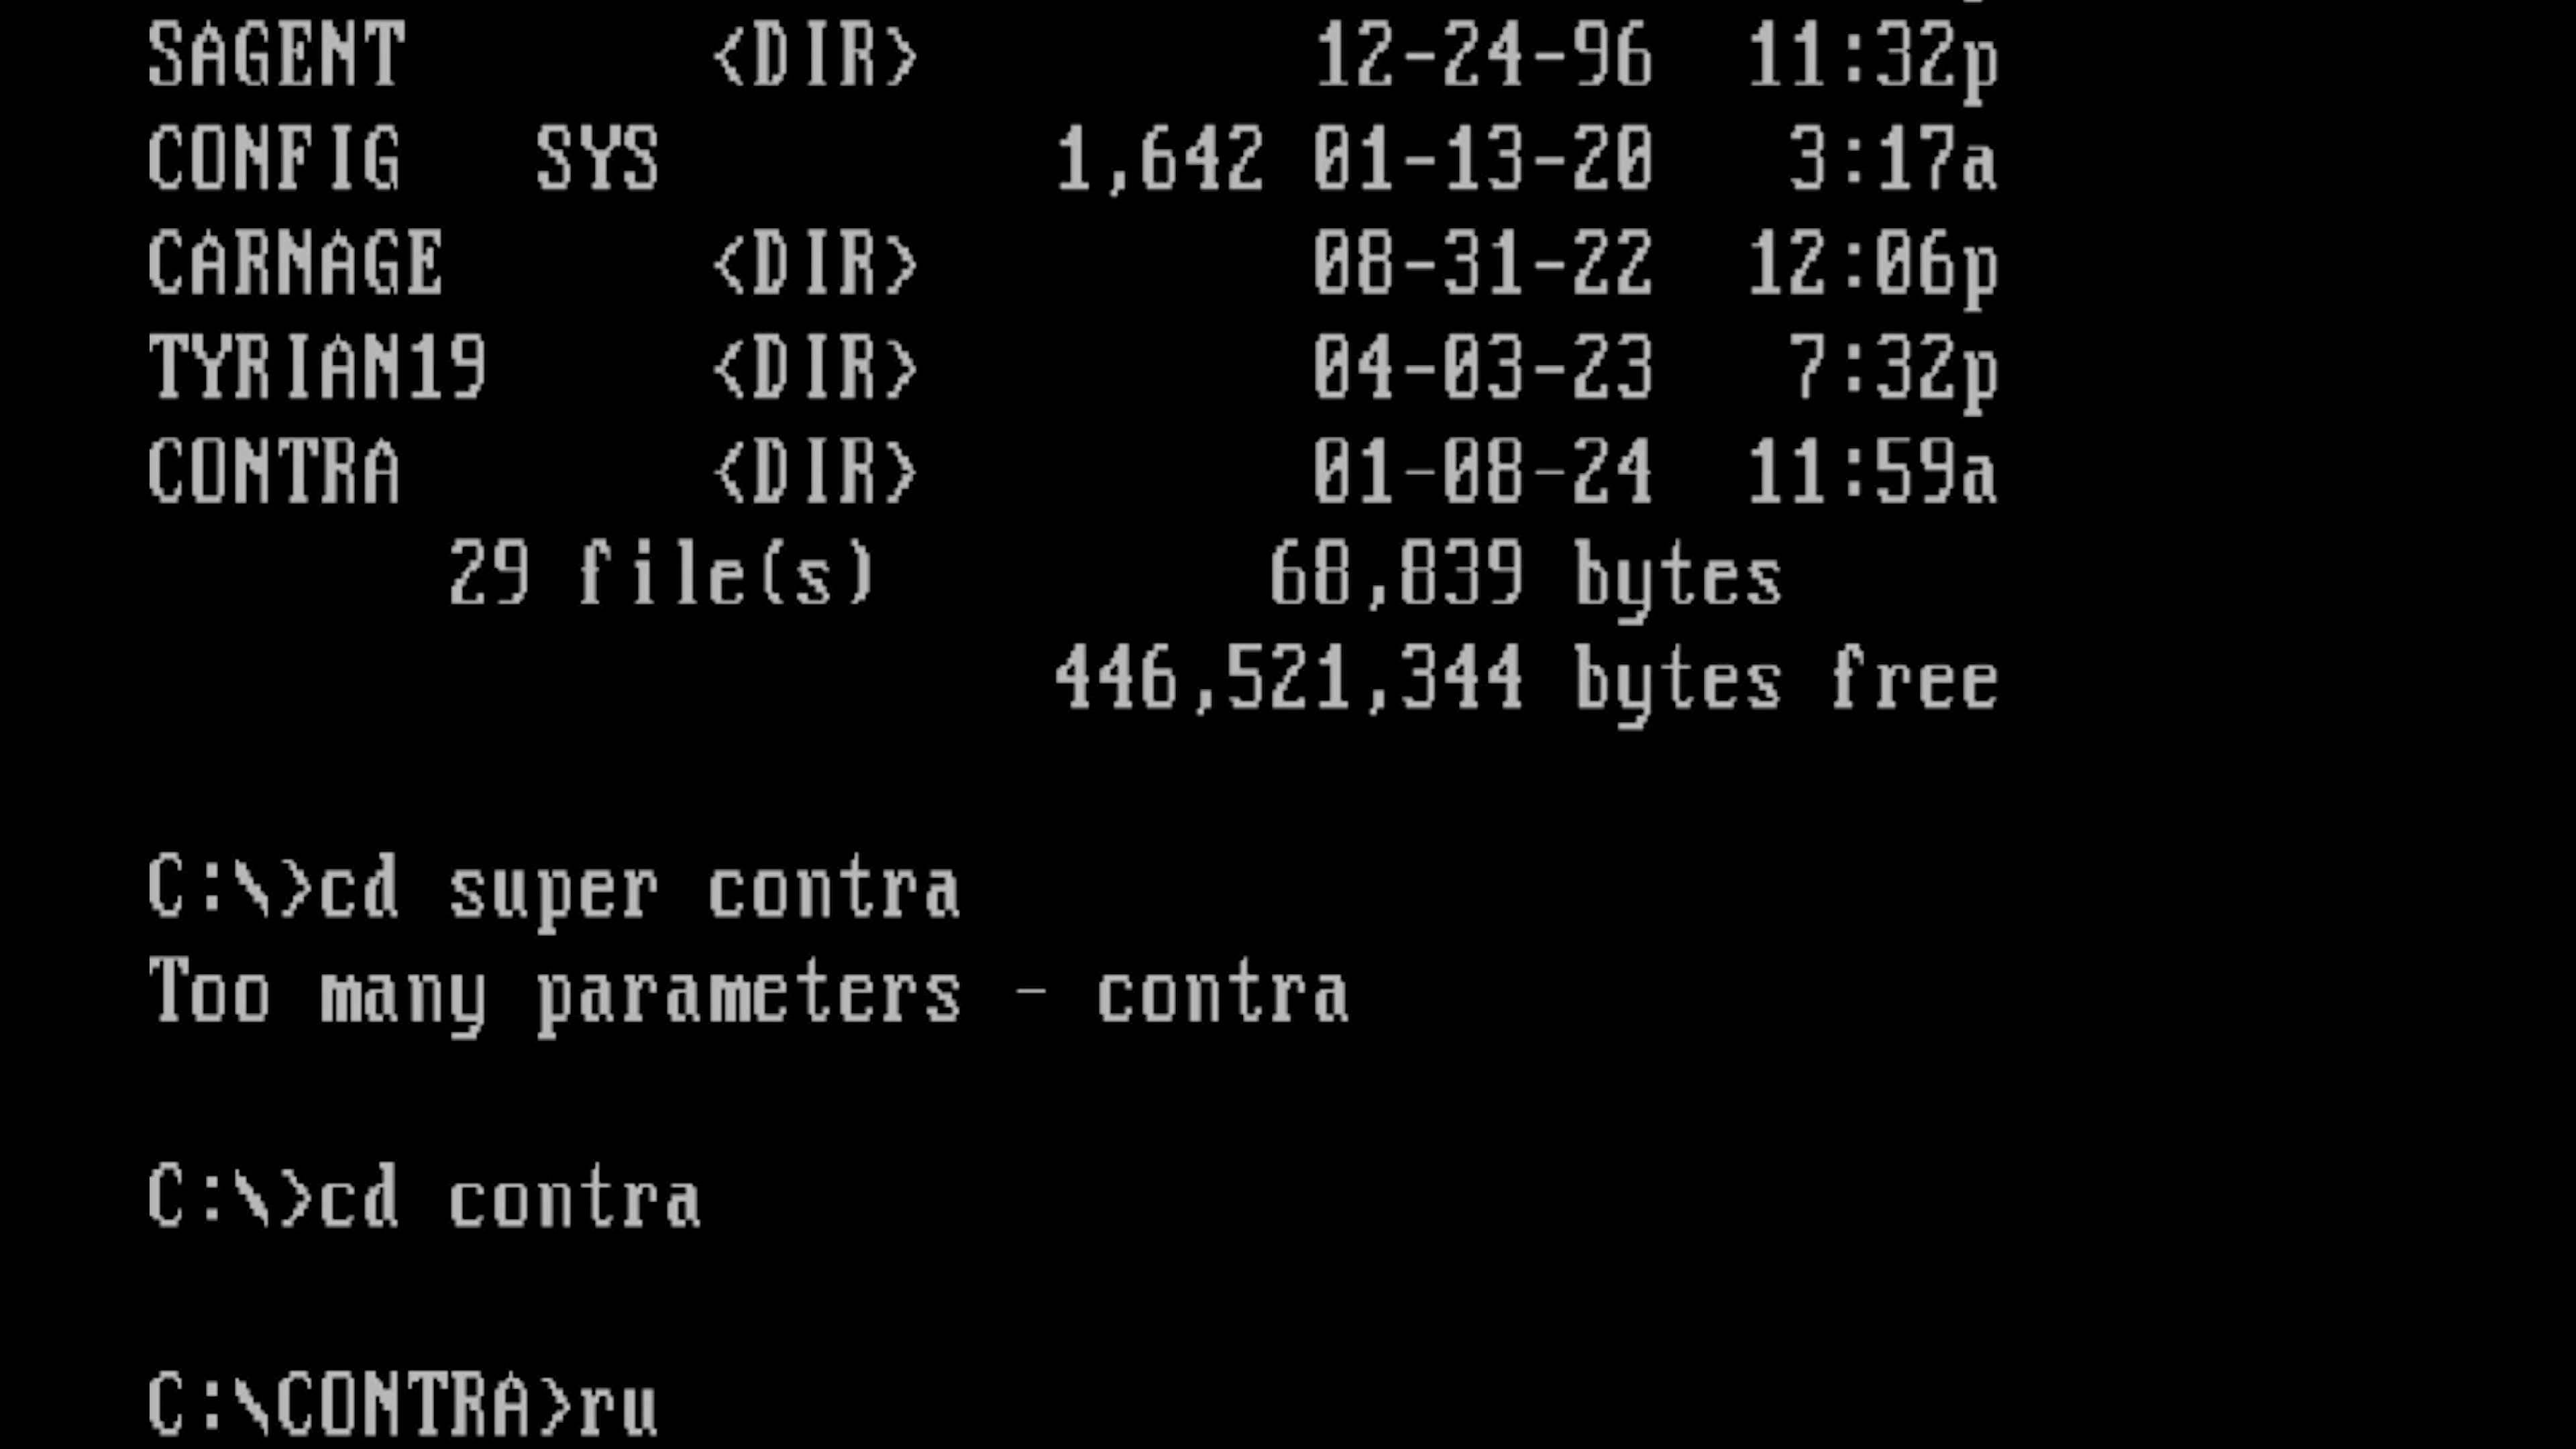 SAGENT <DIR> 12-24-96 11:32p
CONFIG SYS 1,642 01-13-20 3:17a
CARNAGE <DIR> 08-31-22 12:06p
TYRIAN19 <DIR> 04-03-23 7:32p
CONTRA <DIR> 01-08-24 11:59a
29 file(s) 68,839 bytes
446,521,344 bytes free
C:\>cd super contra
Too many parameters - contra
C:\>cd contra
C:\CONTRA>ru